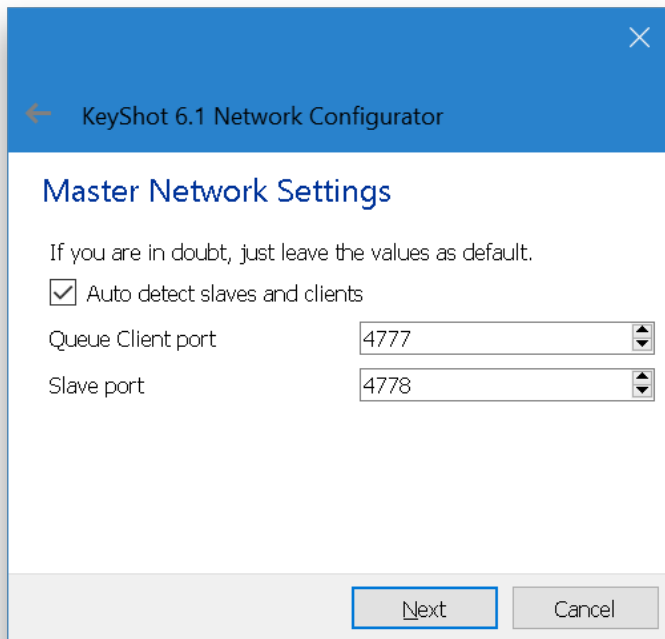 KeyShot 6.1 Network Configurator
Master Network Settings
If you are in doubt, just leave the values as default.
Auto detect slaves and clients
Queue Client port 4777
Slave port 4778
Next Cancel